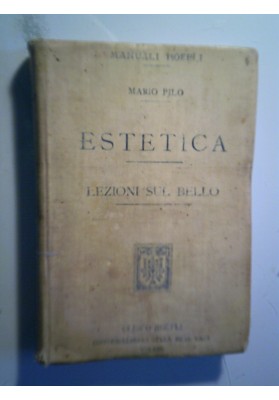 MANUALI HOEPLI
MARIO PILO
ESTETICA
LEZIONI SUL BELLO
ULRICO HOEPLI